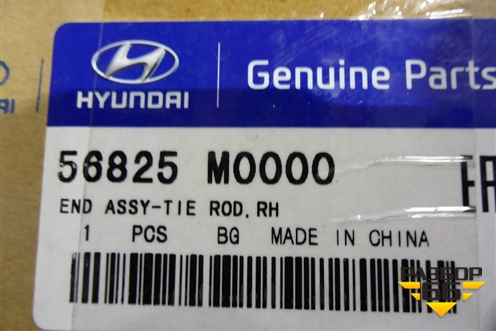 HYUNDAI
Genuine Parts
56825 M0000
END ASSY-TIE ROD, RH
1 PCS BG MADE IN CHINA